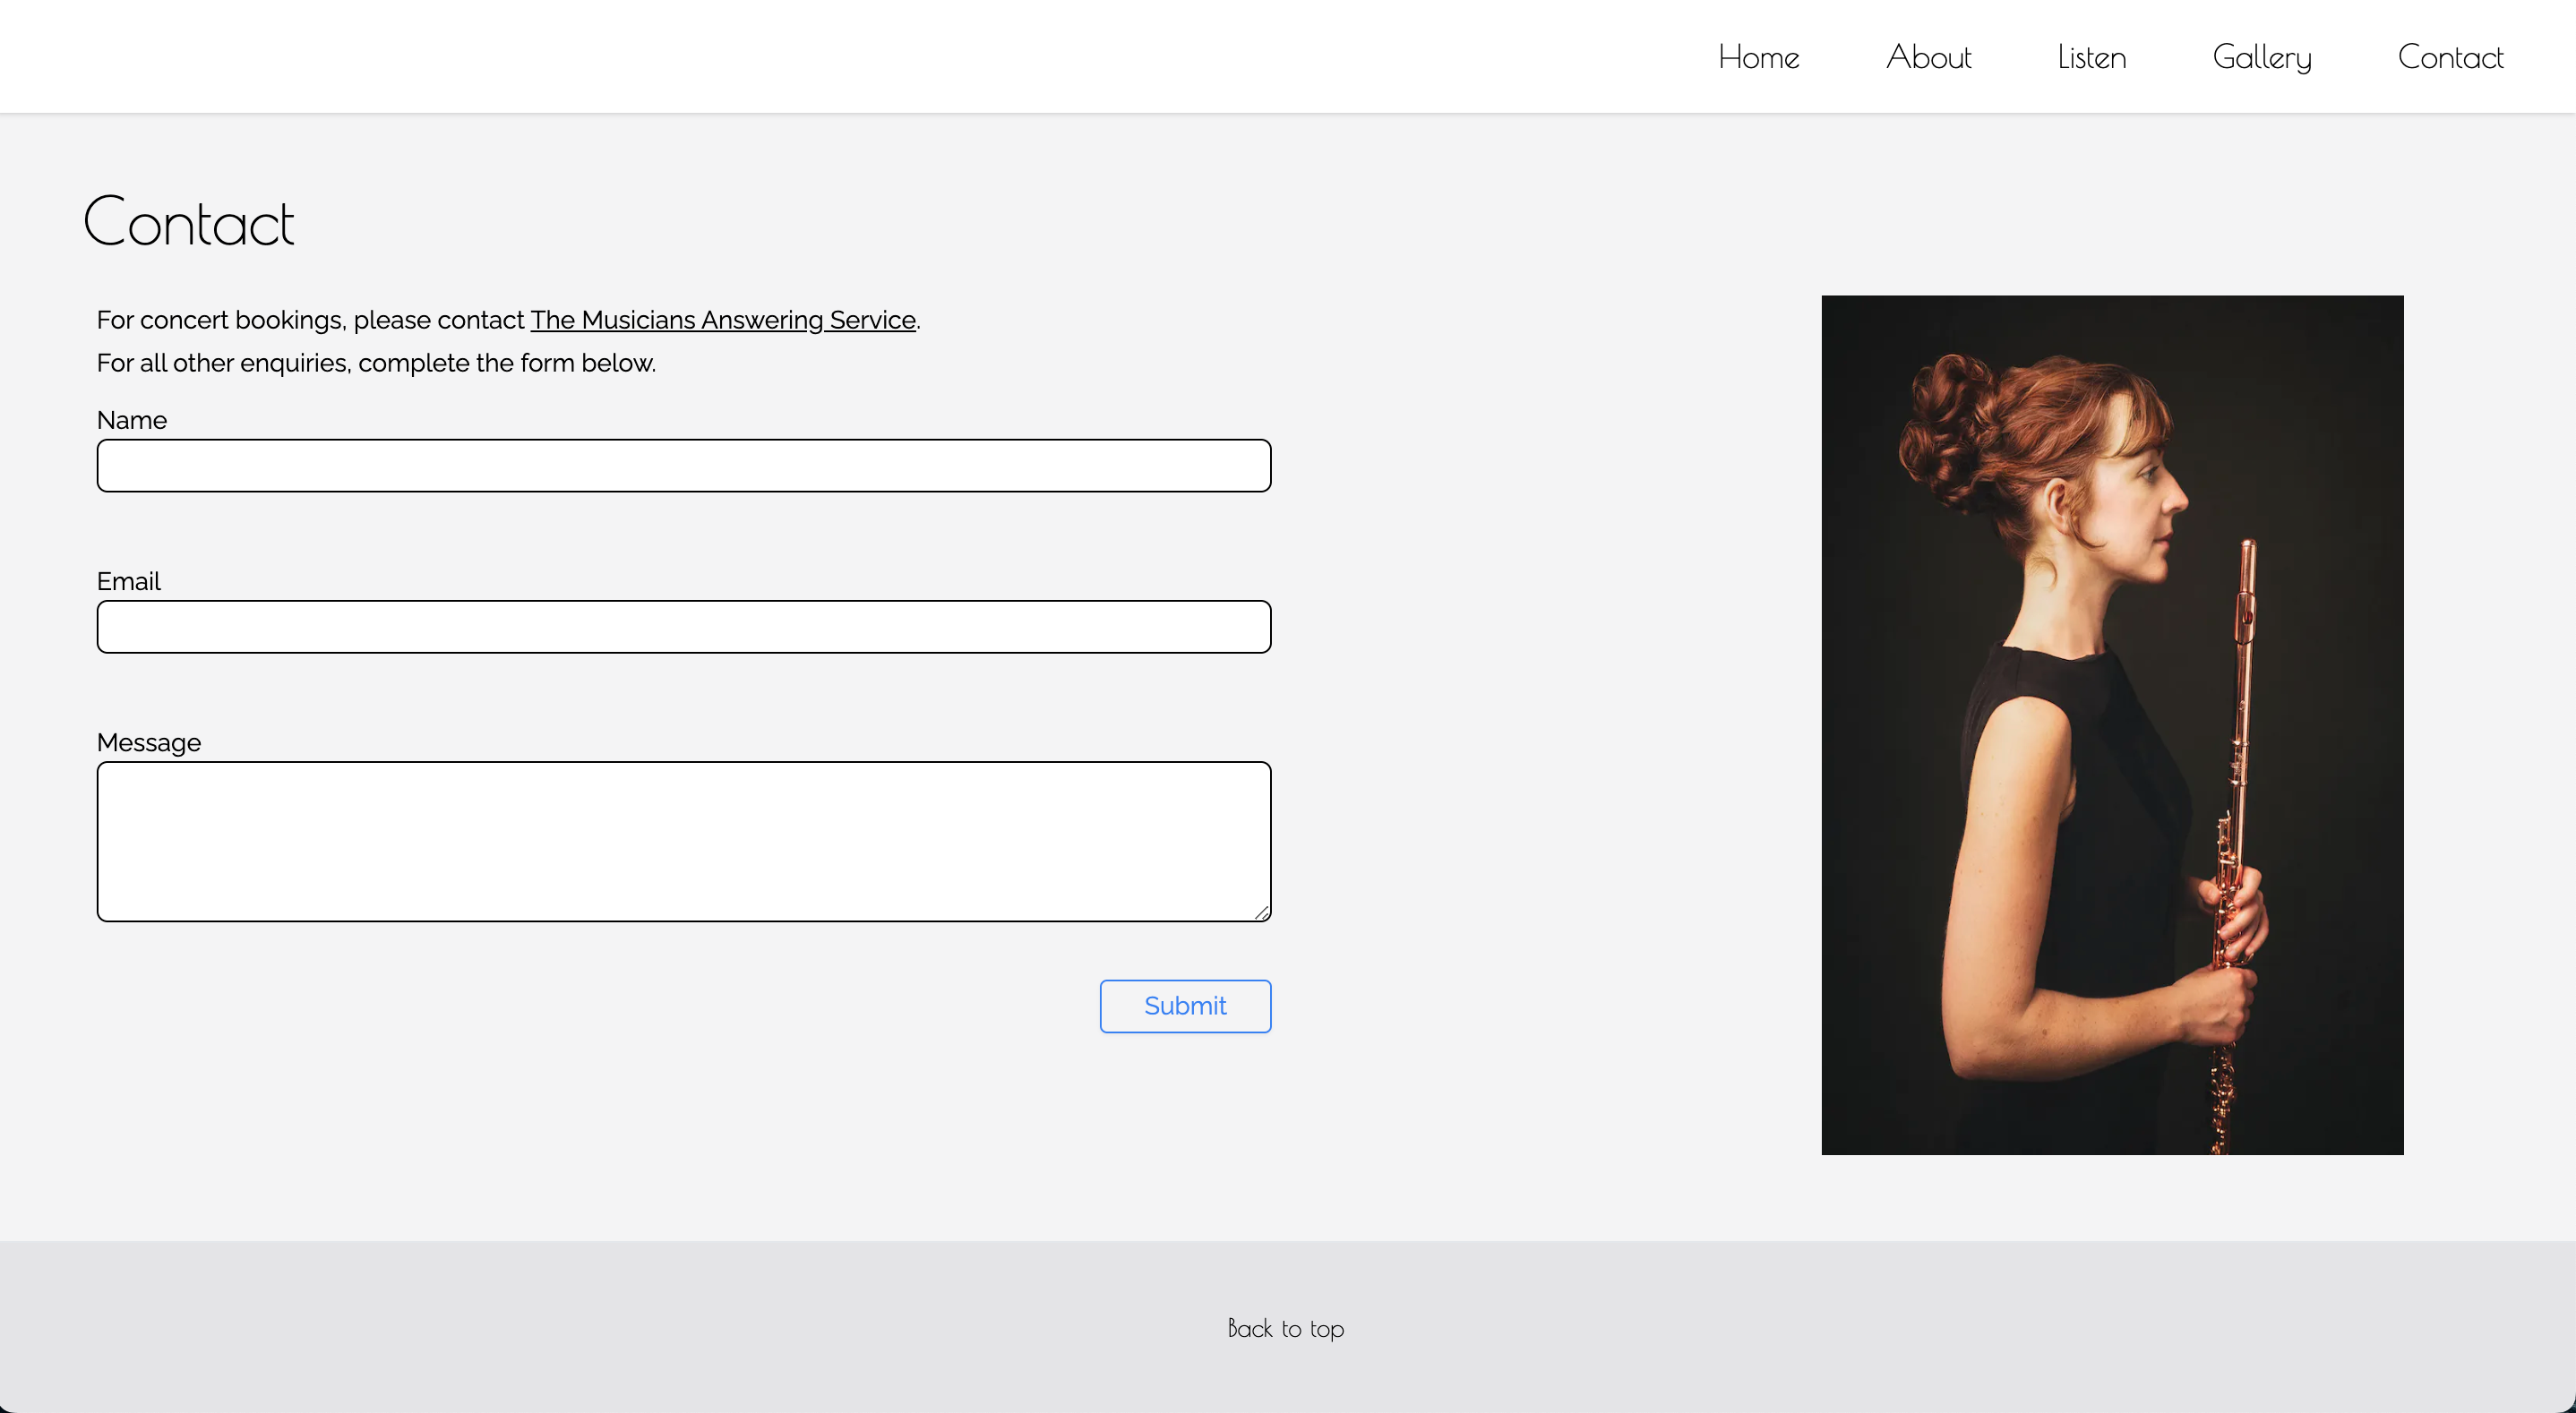 Home About Listen Gallery Contact
Contact
For concert bookings, please contact The Musicians Answering Service.
For all other enquiries, complete the form below.
Name
Email
Message
Submit
Back to top